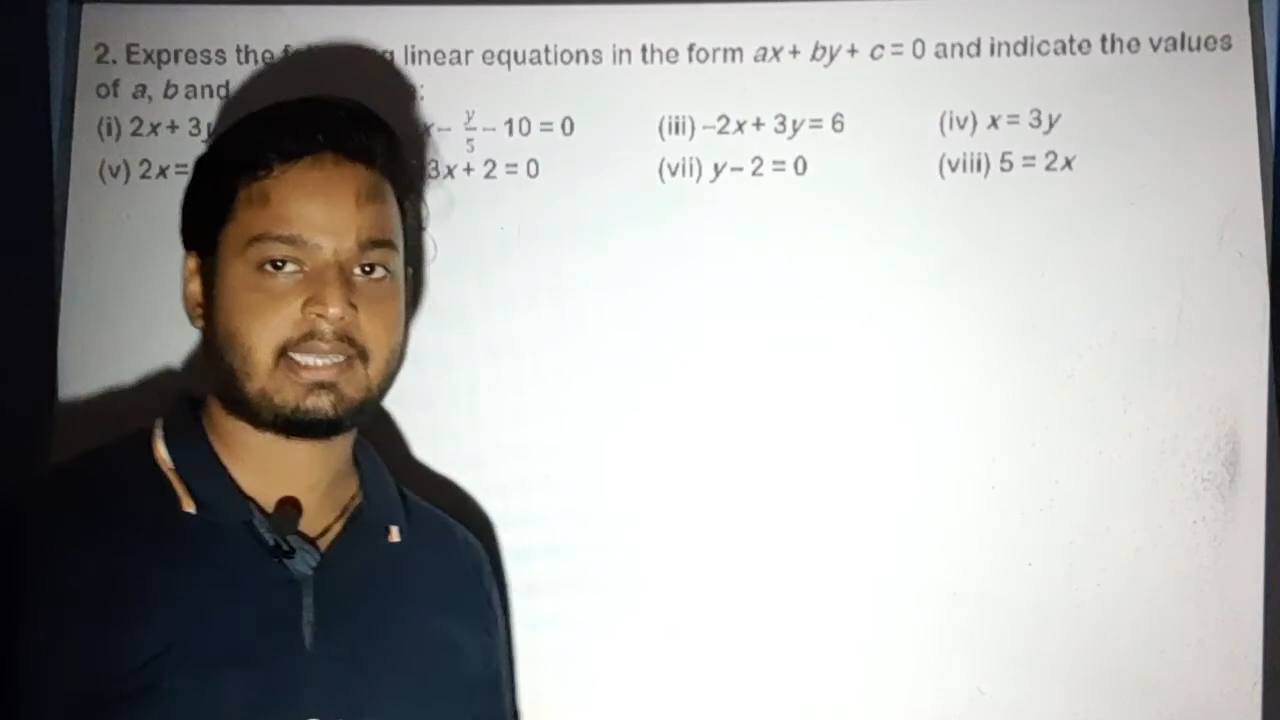 2. Express the linear equations in the form ax + by + c = 0 and indicate the values
of a, b and :
(i) 2x + 3 - y/5 - 10 = 0 (iii) -2x + 3y = 6 (iv) x = 3y
(v) 2x = 3x + 2 = 0 (vii) y - 2 = 0 (viii) 5 = 2x